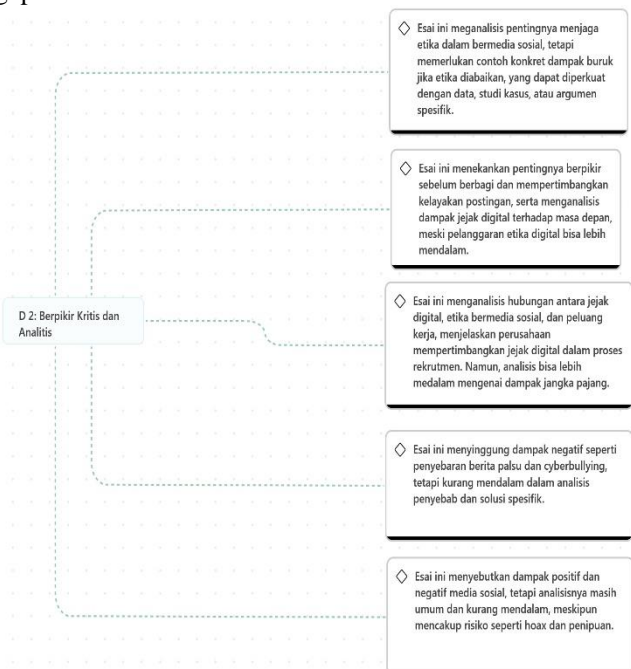 Esai ini meganalisis pentingnya menjaga
etika dalam bermedia sosial, tetapi
memerlukan contoh konkret dampak buruk
jika etika diabaikan, yang dapat diperkuat
dengan data, studi kasus, atau argumen
spesifik.
Esai ini menekankan pentingnya berpikir
sebelum berbagi dan mempertimbangkan
kelayakan postingan, serta menganalisis
dampak jejak digital terhadap masa depan,
meski pelanggaran etika digital bisa lebih
mendalam.
D 2: Berpikir Kritis dan
Analitis
Esai ini menganalisis hubungan antara jejak
digital, etika bermedia sosial, dan peluang
kerja, menjelaskan perusahaan
mempertimbangkan jejak digital dalam proses
rekrutmen. Namun, analisis bisa lebih
medalam mengenai dampak jangka pajang.
Esai ini menyinggung dampak negatif seperti
penyebaran berita palsu dan cyberbullying,
tetapi kurang mendalam dalam analisis
penyebab dan solusi spesifik.
Esai ini menyebutkan dampak positif dan
negatif media sosial, tetapi analisisnya masih
umum dan kurang mendalam, meskipun
mencakup risiko seperti hoax dan penipuan.